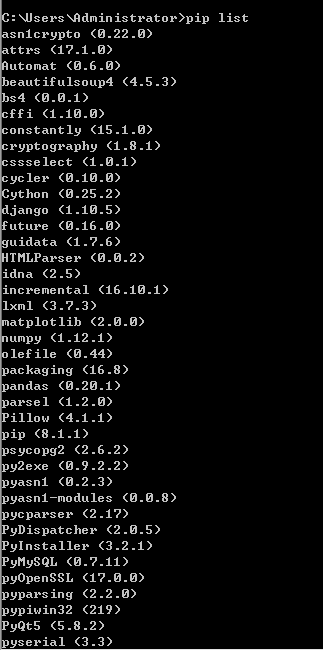 C:\Users\Administrator>pip list
asn1crypto (0.22.0)
attrs (17.1.0)
Automat (0.6.0)
beautifulsoup4 (4.5.3)
bs4 (0.0.1)
cffi (1.10.0)
constantly (15.1.0)
cryptography (1.8.1)
cssselect (1.0.1)
cycler (0.10.0)
Cython (0.25.2)
django (1.10.5)
future (0.16.0)
guidata (1.7.6)
HTMLParser (0.0.2)
idna (2.5)
incremental (16.10.1)
lxml (3.7.3)
matplotlib (2.0.0)
numpy (1.12.1)
olefile (0.44)
packaging (16.8)
pandas (0.20.1)
parsel (1.2.0)
Pillow (4.1.1)
pip (8.1.1)
psycopg2 (2.6.2)
py2exe (0.9.2.2)
pyasn1 (0.2.3)
pyasn1-modules (0.0.8)
pycparser (2.17)
PyDispatcher (2.0.5)
PyInstaller (3.2.1)
PyMySQL (0.7.11)
pyOpenSSL (17.0.0)
pyparsing (2.2.0)
pypiwin32 (219)
PyQt5 (5.8.2)
pyserial (3.3)